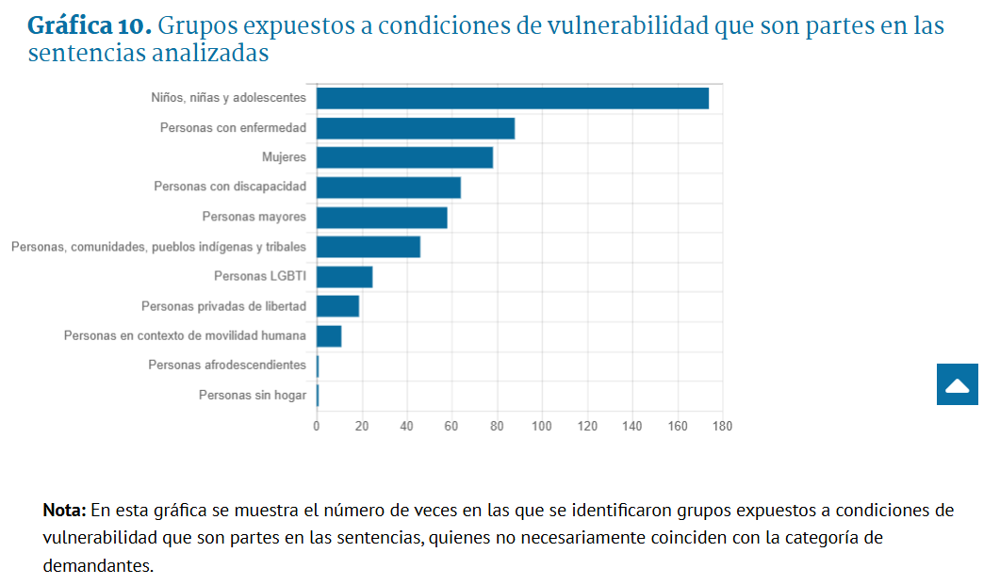 Gráfica 10. Grupos expuestos a condiciones de vulnerabilidad que son partes en las
sentencias analizadas
Niños, niñas y adolescentes
Personas con enfermedad
Mujeres
Personas con discapacidad
Personas mayores
Personas, comunidades, pueblos indígenas y tribales
Personas LGBTI
Personas privadas de libertad
Personas en contexto de movilidad humana
Personas afrodescendientes
Personas sin hogar
0 20 40 60 80 100 120 140 160 180
Nota: En esta gráfica se muestra el número de veces en las que se identificaron grupos expuestos a condiciones de
vulnerabilidad que son partes en las sentencias, quienes no necesariamente coinciden con la categoría de
demandantes.